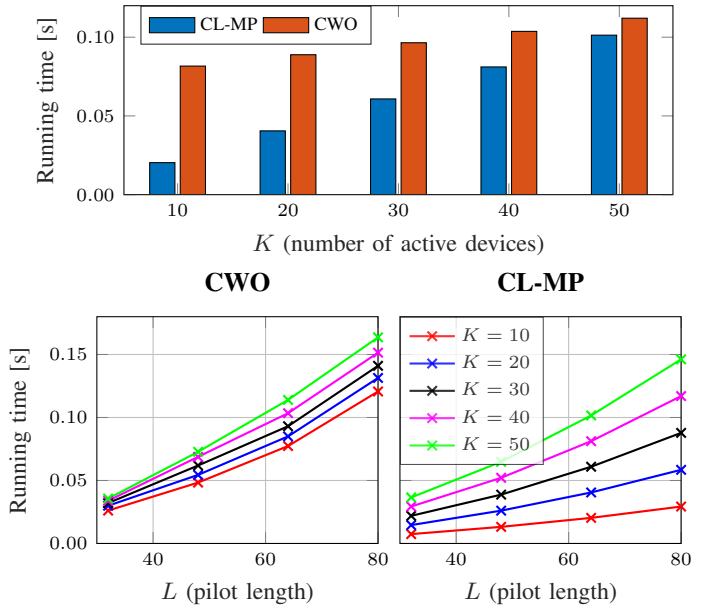 Running time [s]
0.10
0.05
0.00
CL-MP CWO
10 20 30 40 50
K (number of active devices)
CWO
CL-MP
Running time [s]
0.15
0.10
0.05
0.00
40 60 80
L (pilot length)
K = 10
K = 20
K = 30
K = 40
K = 50
40 60 80
L (pilot length)